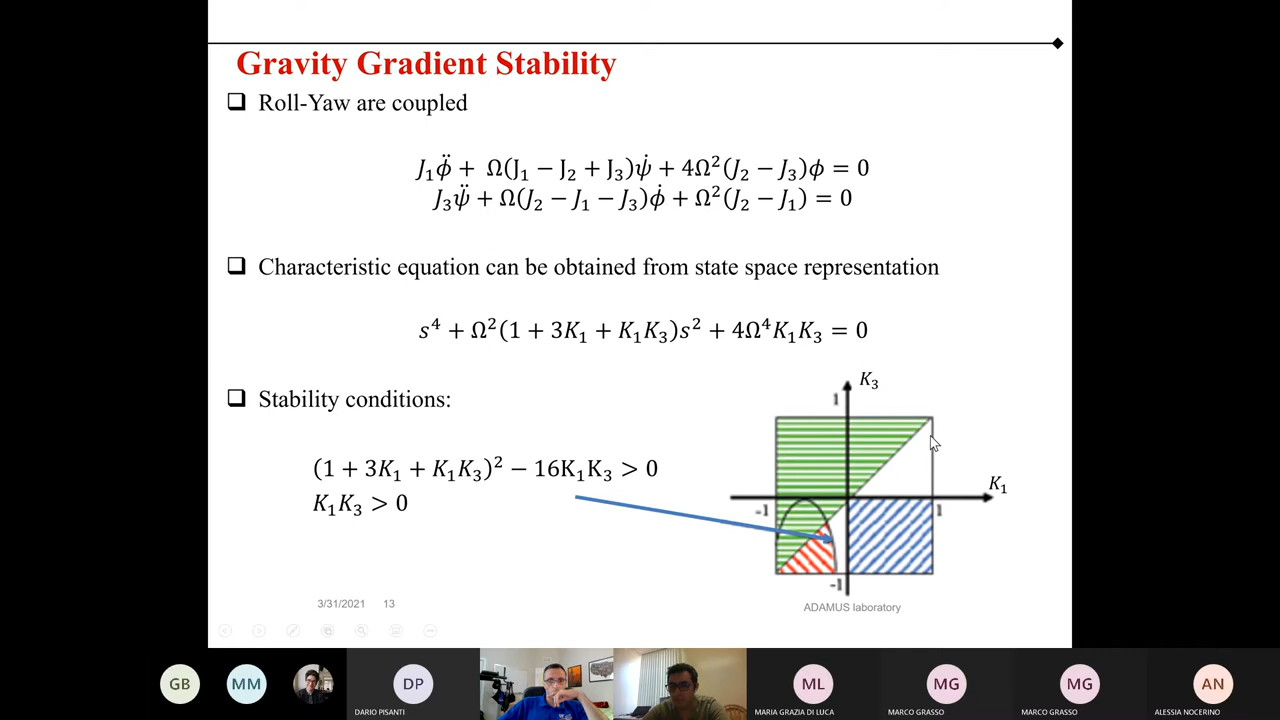 Gravity Gradient Stability
❑ Roll-Yaw are coupled
J₁φ̈ + Ω(J₁ − J₂ + J₃)ψ̇ + 4Ω²(J₂ − J₃)φ = 0
J₃ψ̈ + Ω(J₂ − J₁ − J₃)φ̇ + Ω²(J₂ − J₁) = 0
❑ Characteristic equation can be obtained from state space representation
s⁴ + Ω²(1 + 3K₁ + K₁K₃)s² + 4Ω⁴K₁K₃ = 0
❑ Stability conditions:
(1 + 3K₁ + K₁K₃)² − 16K₁K₃ > 0
K₁K₃ > 0
K₃
1
K₁
-1
1
-1
3/31/2021 13
ADAMUS laboratory
GB
MM
DP
ML
MG
MG
AN
DARIO PISANTI
MARIA GRAZIA DI LUCA
MARCO GRASSO
MARCO GRASSO
ALESSIA NOCERINO